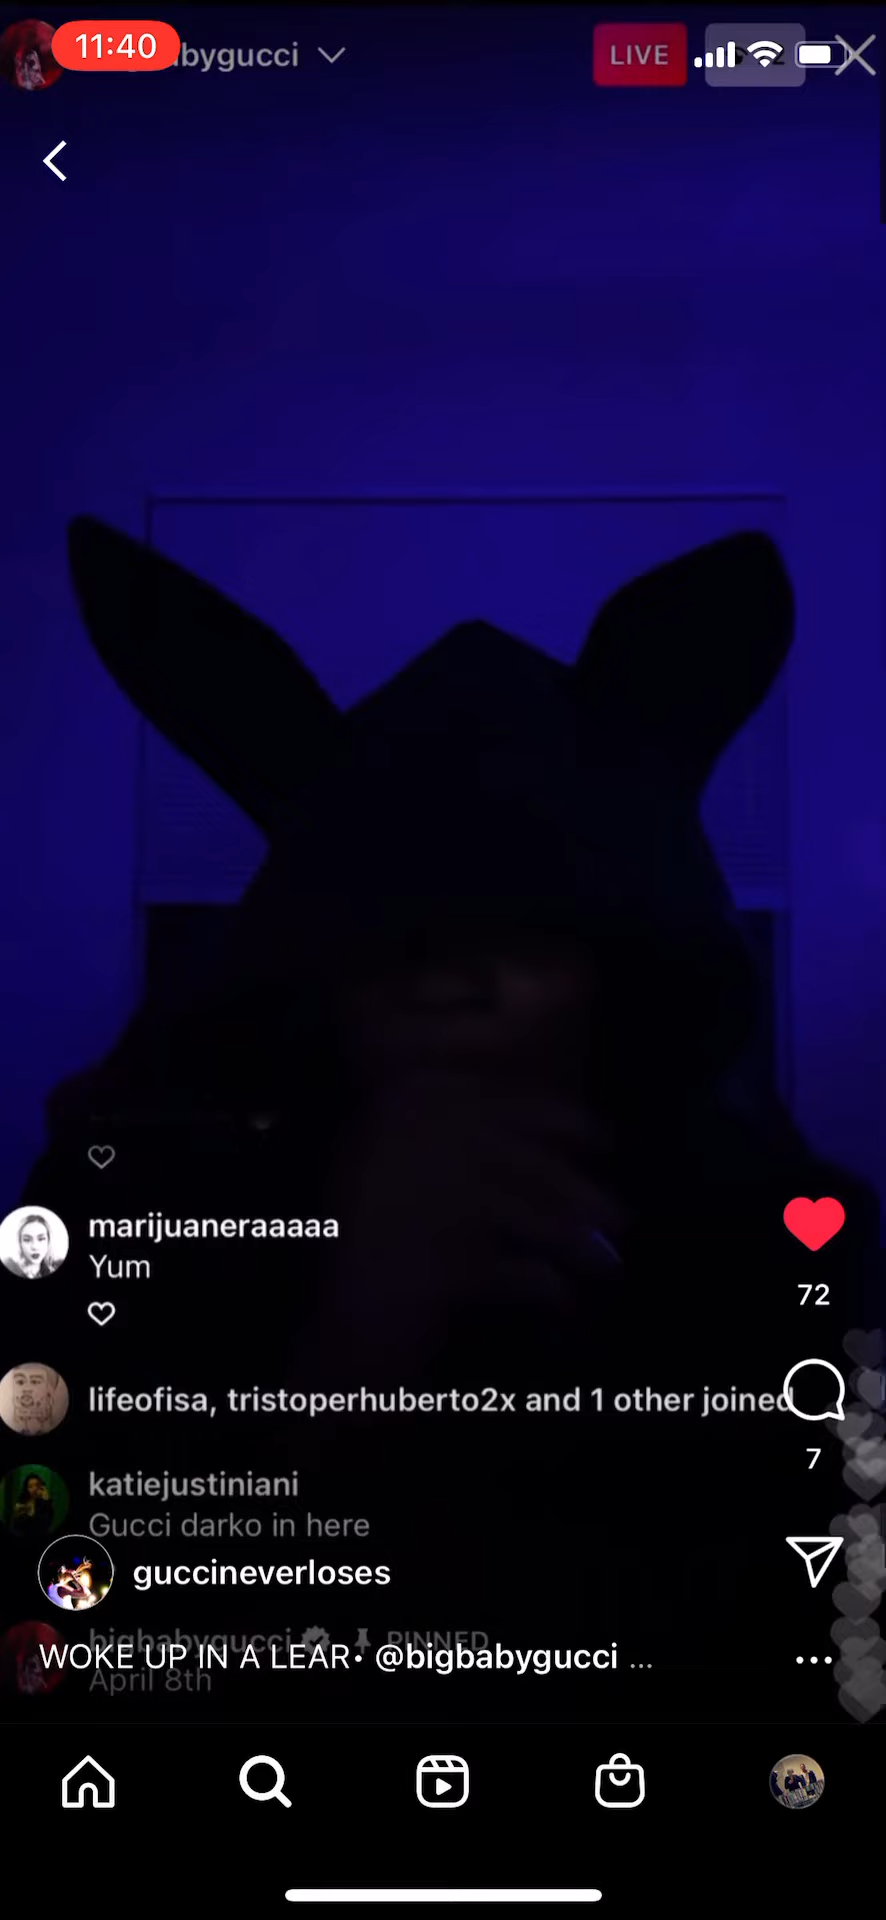 11:40
bygucci
LIVE
marijuaneraaaaa
Yum
72
lifeofisa, tristoperhuberto2x and 1 other joined
7
katiejustiniani
Gucci darko in here
guccineverloses
bigbabygucci PINNED
WOKE UP IN A LEAR• @bigbabygucci ...
April 8th